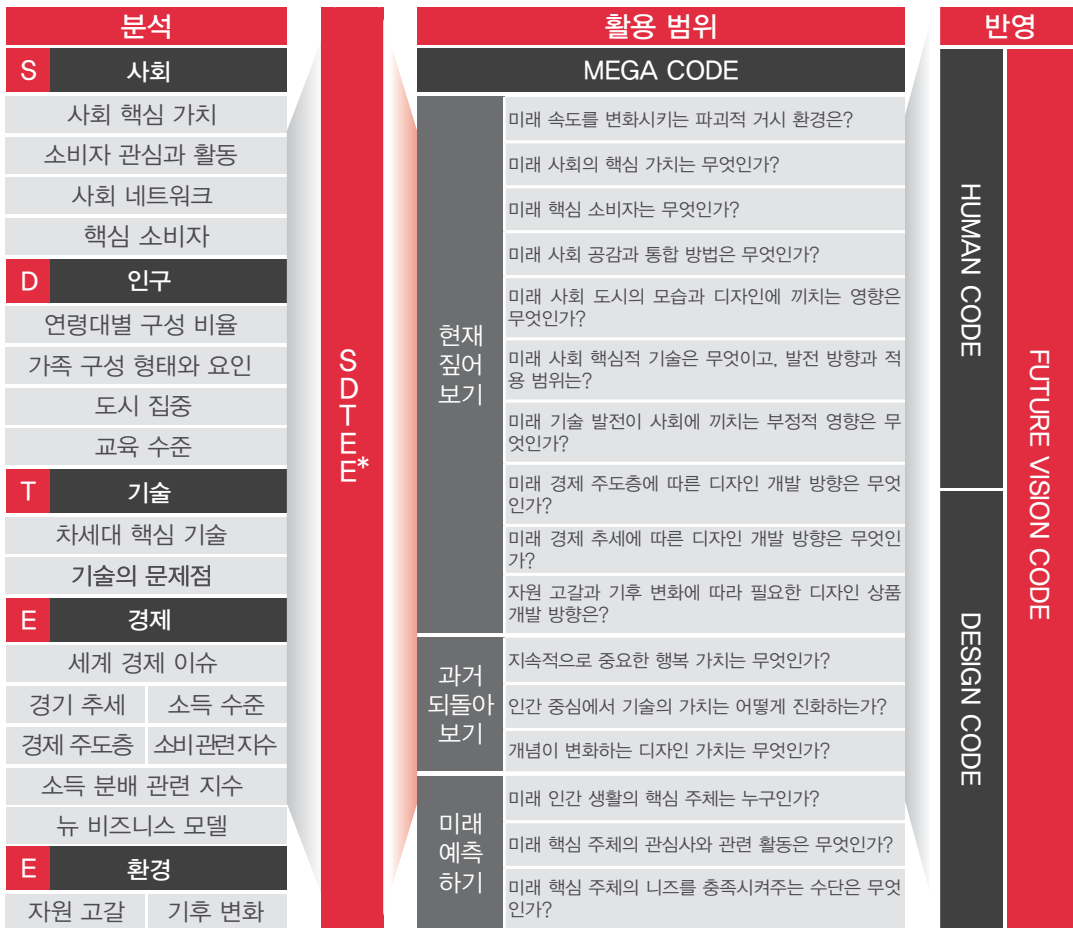 분석
S 사회
사회 핵심 가치
소비자 관심과 활동
사회 네트워크
핵심 소비자
D 인구
연령대별 구성 비율
가족 구성 형태와 요인
도시 집중
교육 수준
T 기술
차세대 핵심 기술
기술의 문제점
E 경제
세계 경제 이슈
경기 추세 소득 수준
경제 주도층 소비관련지수
소득 분배 관련 지수
뉴 비즈니스 모델
E 환경
자원 고갈 기후 변화
S
D
T
E
E*
활용 범위
MEGA CODE
현재
짚어
보기
미래 속도를 변화시키는 파괴적 거시 환경은?
미래 사회의 핵심 가치는 무엇인가?
미래 핵심 소비자는 무엇인가?
미래 사회 공감과 통합 방법은 무엇인가?
미래 사회 도시의 모습과 디자인에 끼치는 영향은
무엇인가?
미래 사회 핵심적 기술은 무엇이고, 발전 방향과 적
용 범위는?
미래 기술 발전이 사회에 끼치는 부정적 영향은 무
엇인가?
미래 경제 주도층에 따른 디자인 개발 방향은 무엇
인가?
미래 경제 추세에 따른 디자인 개발 방향은 무엇인
가?
자원 고갈과 기후 변화에 따라 필요한 디자인 상품
개발 방향은?
과거
되돌아
보기
지속적으로 중요한 행복 가치는 무엇인가?
인간 중심에서 기술의 가치는 어떻게 진화하는가?
개념이 변화하는 디자인 가치는 무엇인가?
미래
예측
하기
미래 인간 생활의 핵심 주체는 누구인가?
미래 핵심 주체의 관심사와 관련 활동은 무엇인가?
미래 핵심 주체의 니즈를 충족시켜주는 수단은 무엇
인가?
반영
HUMAN CODE
DESIGN CODE
FUTURE VISION CODE